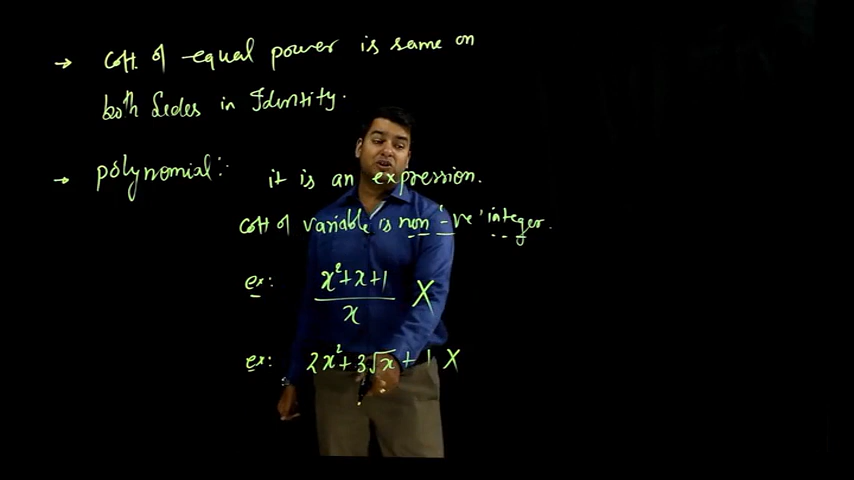 → Coff. of equal power is same on
both Sides in Identity.
→ polynomial:- it is an expression.
Coff of variable is non '-ve' integer.
ex: x²+x+1 / x X
ex: 2x²+3√x+1 X